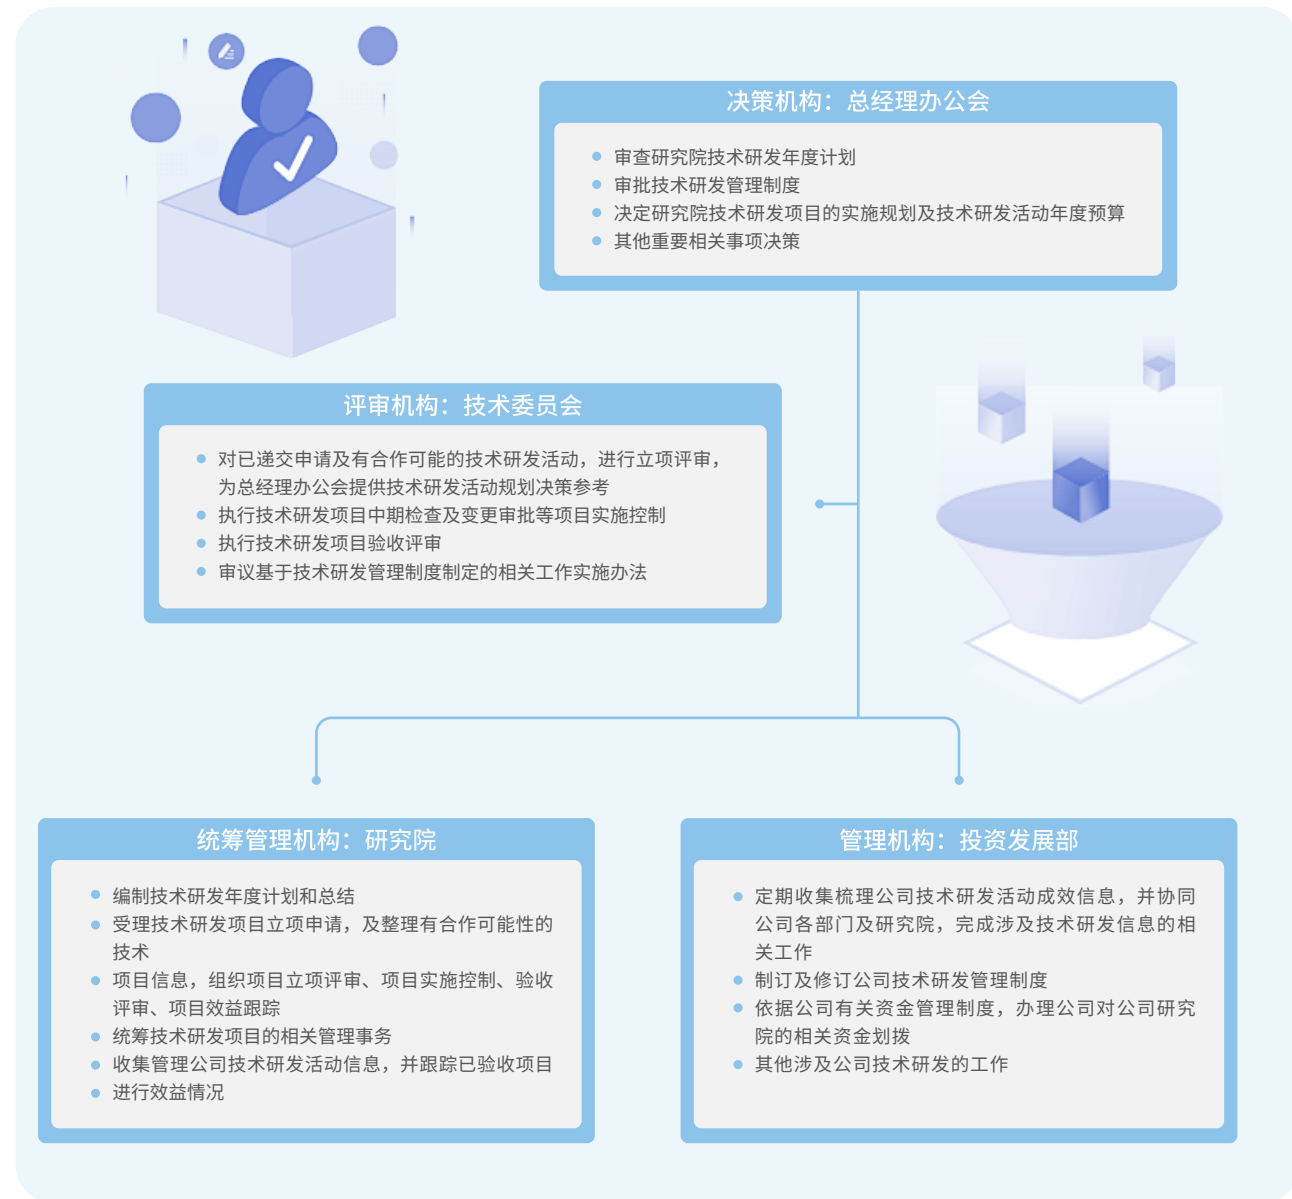 决策机构：总经理办公会
审查研究院技术研发年度计划
审批技术研发管理制度
决定研究院技术研发项目的实施规划及技术研发活动年度预算
其他重要相关事项决策
评审机构：技术委员会
对已递交申请及有合作可能的技术研发活动，进行立项评审，
为总经理办公会提供技术研发活动规划决策参考
执行技术研发项目中期检查及变更审批等项目实施控制
执行技术研发项目验收评审
审议基于技术研发管理制度制定的相关工作实施办法
统筹管理机构：研究院
编制技术研发年度计划和总结
受理技术研发项目立项申请，及整理有合作可能性的
技术
项目信息，组织项目立项评审、项目实施控制、验收
评审、项目效益跟踪
统筹技术研发项目的相关管理事务
收集管理公司技术研发活动信息，并跟踪已验收项目
进行效益情况
管理机构：投资发展部
定期收集梳理公司技术研发活动成效信息，并协同
公司各部门及研究院，完成涉及技术研发信息的相
关工作
制订及修订公司技术研发管理制度
依据公司有关资金管理制度，办理公司对公司研究
院的相关资金划拨
其他涉及公司技术研发的工作